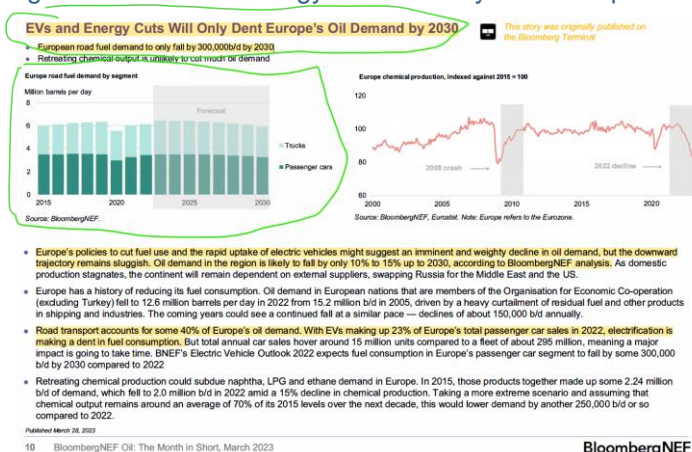 EVs and Energy Cuts Will Only Dent Europe's Oil Demand by 2030
This story was originally published on
the Bloomberg Terminal
• European road fuel demand to only fall by 300,000b/d by 2030
• Retreating chemical output is unlikely to cut much oil demand
Europe road fuel demand by segment
Million barrels per day
8
6
4
2
0
Forecast
Trucks
Passenger cars
2015
2020
2025
2030
Source: BloombergNEF.
Europe chemical production, indexed against 2015 = 100
120
100
80
60
2008 crash
2022 decline
2000
2005
2010
2015
2020
Source: BloombergNEF, Eurostat. Note: Europe refers to the Eurozone.
• Europe's policies to cut fuel use and the rapid uptake of electric vehicles might suggest an imminent and weighty decline in oil demand, but the downward
trajectory remains sluggish. Oil demand in the region is likely to fall by only 10% to 15% up to 2030, according to BloombergNEF analysis. As domestic
production stagnates, the continent will remain dependent on external suppliers, swapping Russia for the Middle East and the US.
• Europe has a history of reducing its fuel consumption. Oil demand in European nations that are members of the Organisation for Economic Co-operation
(excluding Turkey) fell to 12.6 million barrels per day in 2022 from 15.2 million b/d in 2005, driven by a heavy curtailment of residual fuel and other products
in shipping and industries. The coming years could see a continued fall at a similar pace — declines of about 150,000 b/d annually.
• Road transport accounts for some 40% of Europe's oil demand. With EVs making up 23% of Europe's total passenger car sales in 2022, electrification is
making a dent in fuel consumption. But total annual car sales hover around 15 million units compared to a fleet of about 295 million, meaning a major
impact is going to take time. BNEF's Electric Vehicle Outlook 2022 expects fuel consumption in Europe's passenger car segment to fall by some 300,000
b/d by 2030 compared to 2022
• Retreating chemical production could subdue naphtha, LPG and ethane demand in Europe. In 2015, those products together made up some 2.24 million
b/d of demand, which fell to 2.0 million b/d in 2022 amid a 15% decline in chemical production. Taking a more extreme scenario and assuming that
chemical output remains around an average of 70% of its 2015 levels over the next decade, this would lower demand by another 250,000 b/d or so
compared to 2022.
Published March 28, 2023
10 BloombergNEF Oil: The Month in Short, March 2023
BloombergNEF